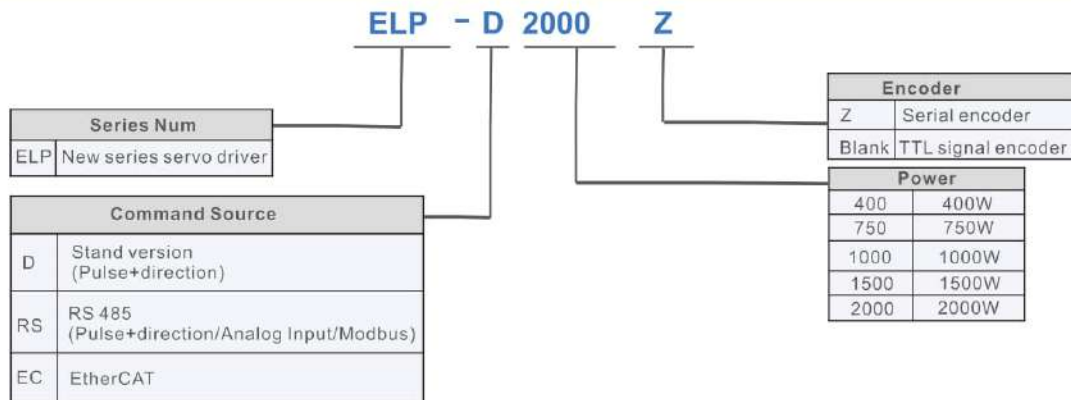 ELP - D 2000 Z
Series Num
ELP New series servo driver
Command Source
D Stand version
(Pulse+direction)
RS RS 485
(Pulse+direction/Analog Input/Modbus)
EC EtherCAT
Encoder
Z Serial encoder
Blank TTL signal encoder
Power
400 400W
750 750W
1000 1000W
1500 1500W
2000 2000W